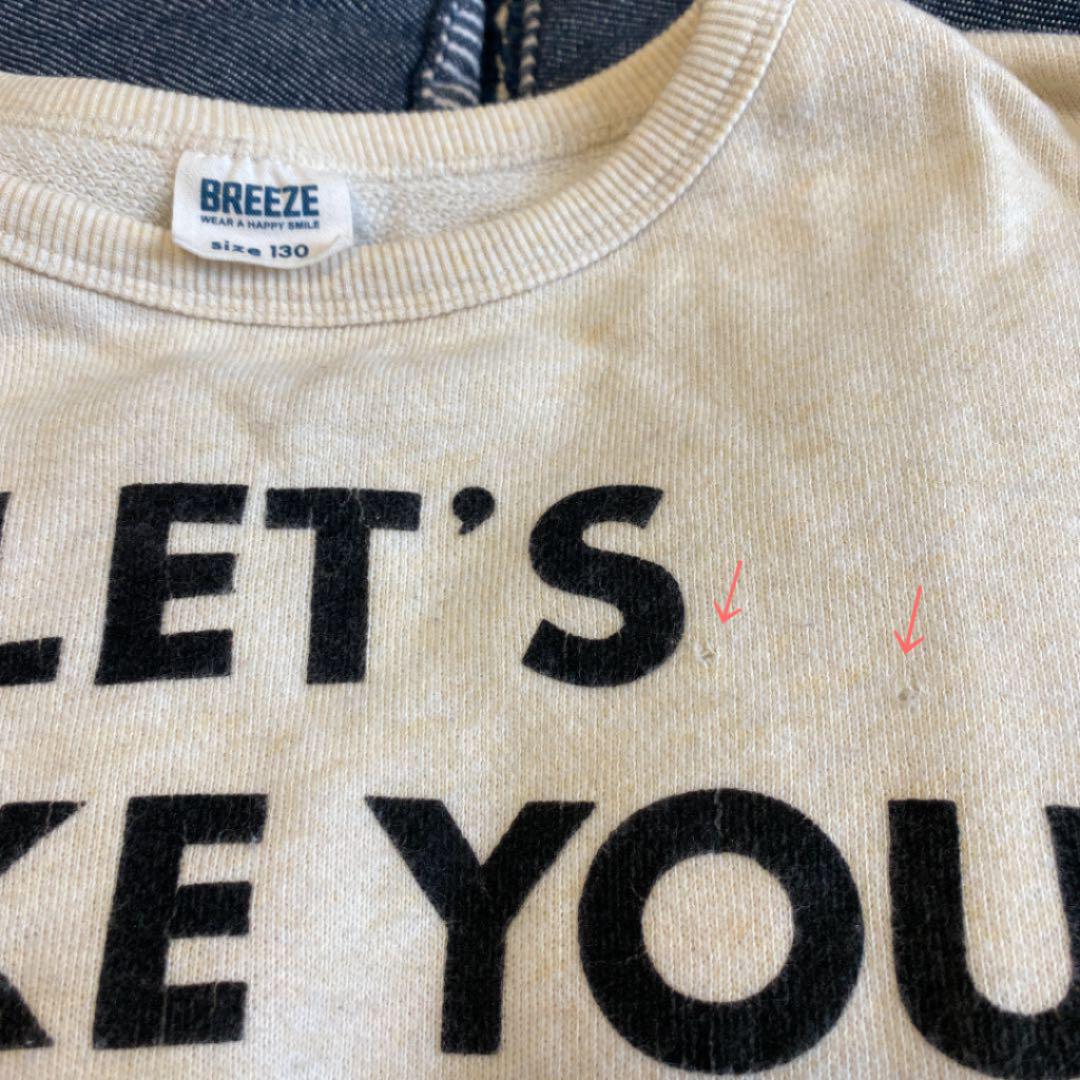 BREEZE
WEAR A HAPPY SMILE
size 130
LET'S
KE YOU